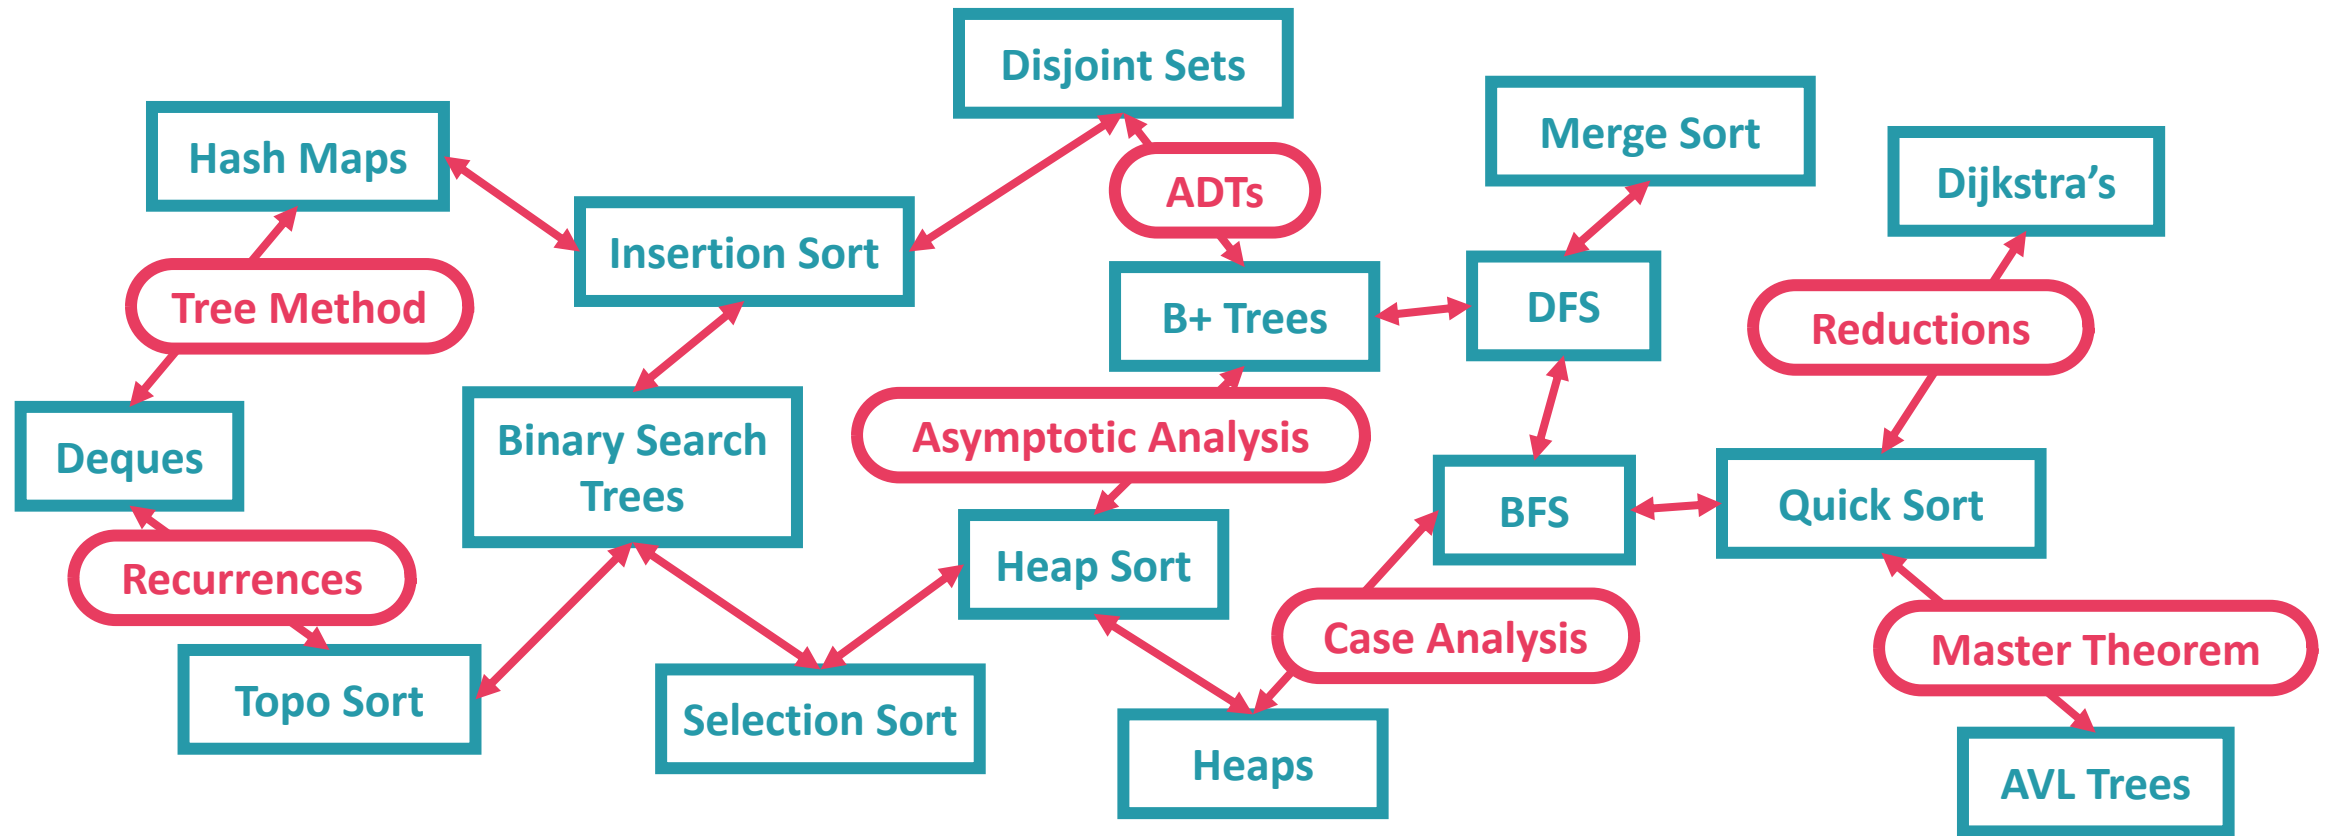 Disjoint Sets
Merge Sort
Hash Maps
Dijkstra's
ADTs
Insertion Sort
Tree Method
B+ Trees
DFS
Reductions
Deques
Binary Search
Trees
Asymptotic Analysis
BFS
Quick Sort
Recurrences
Heap Sort
Case Analysis
Master Theorem
Topo Sort
Selection Sort
Heaps
AVL Trees